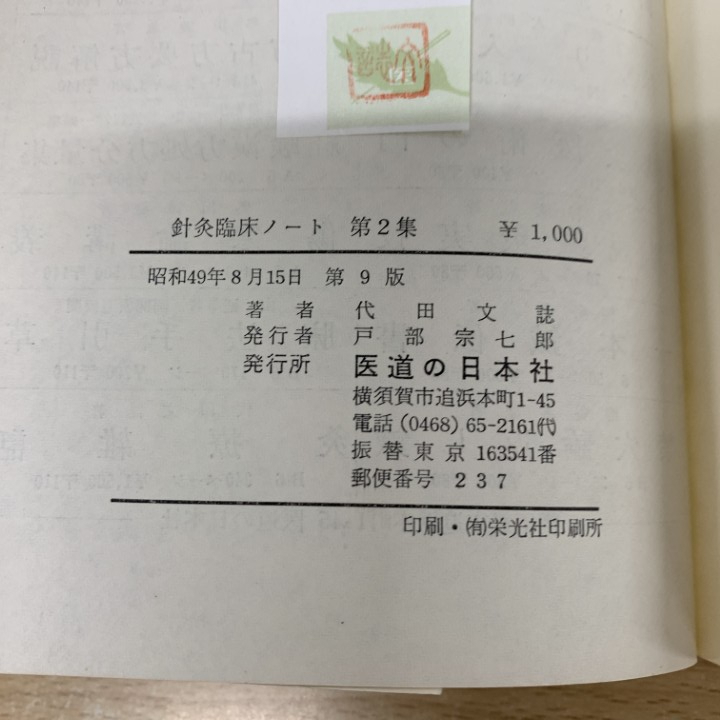 針灸臨床ノート 第2集 ¥1,000
昭和49年8月15日 第9版
著者 代田文誌
発行者 戸部宗七郎
発行所 医道の日本社
横須賀市追浜本町1-45
電話(0468)65-2161代
振替東京163541番
郵便番号 237
印刷・㈲栄光社印刷所